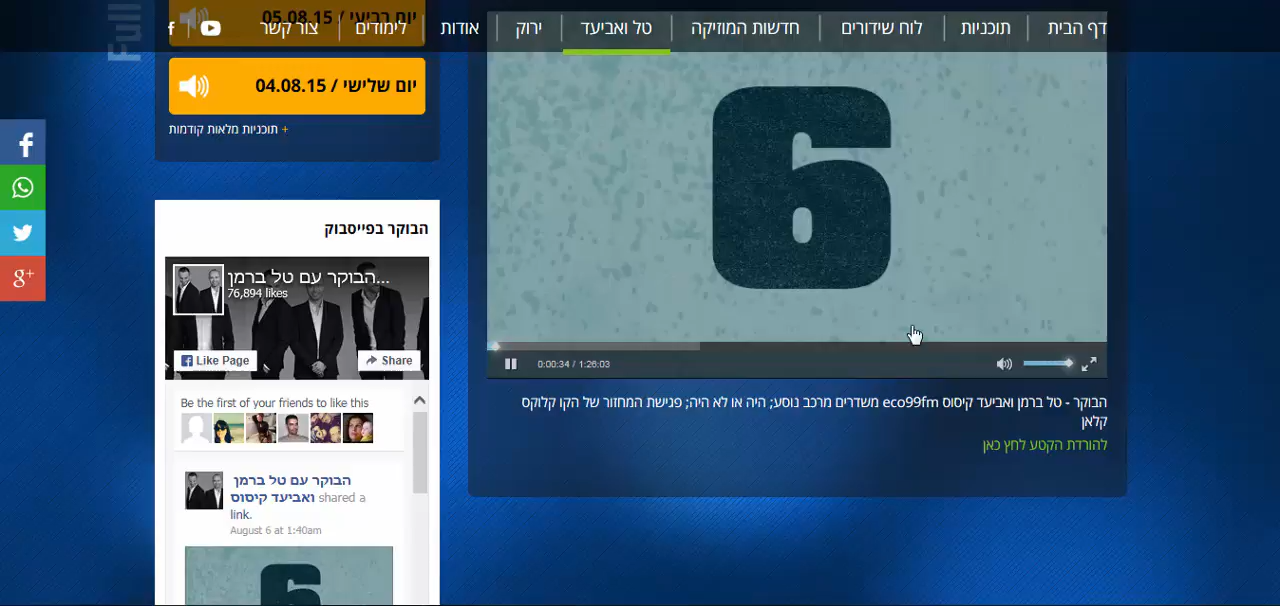 דף הבית
תוכניות
לוח שידורים
חדשות המוזיקה
טל ואביעד
ירוק
אודות
לימודים
צור קשר
f
Full
יום רביעי / 05.08.15
יום שלישי / 04.08.15
+ תוכניות מלאות קודמות
f
g+
הבוקר בפייסבוק
הבוקר עם טל ברמן...
76,894 likes
Like Page
Share
Be the first of your friends to like this
הבוקר עם טל ברמן
ואביעד קיסוס shared a
link.
August 6 at 1:40am
6
6
0:00:34 / 1:26:03
הבוקר - טל ברמן ואביעד קיסוס eco99fm משדרים מרכב נוסע; היה או לא היה; פגישת המחזור של הקו קלוקס
קלאן
להורדת הקטע לחץ כאן